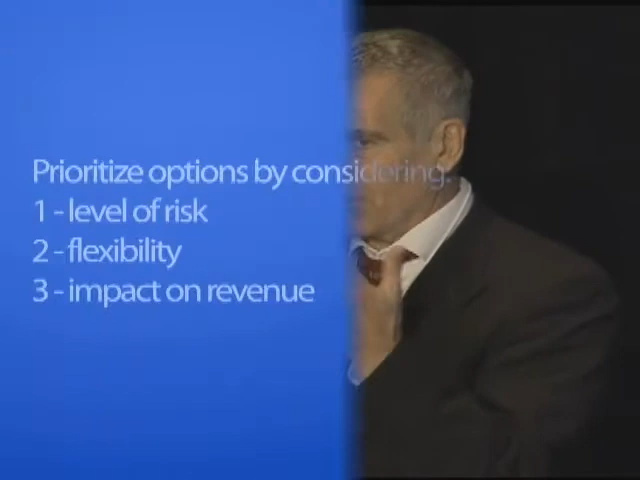 Prioritize options by considering.
1 - level of risk
2 - flexibility
3 - impact on revenue